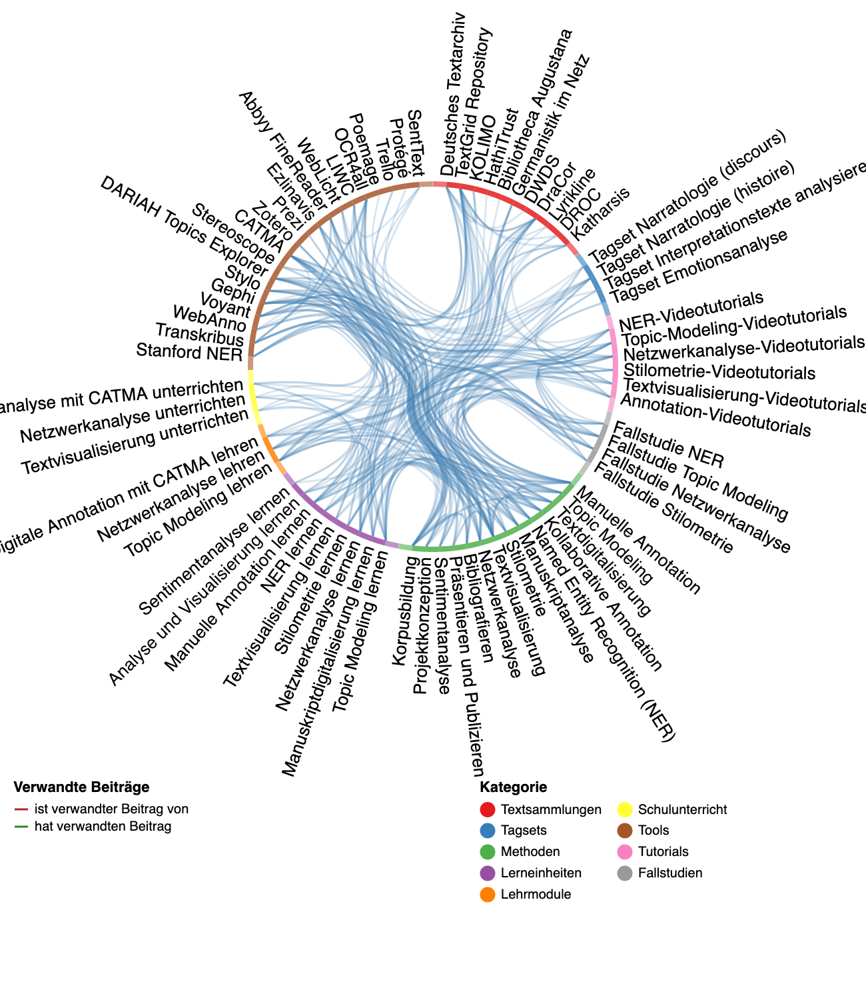 Deutsches Textarchiv
TextGrid Repository
KOLIMO
HathiTrust
Bibliotheca Augustana
Germanistik im Netz
DWDS
DraCor
Lyrikline
DROC
Katharsis
Tagset Narratologie (discours)
Tagset Narratologie (histoire)
Tagset Interpretationstexte analysiere
Tagset Emotionsanalyse
NER-Videotutorials
Topic-Modeling-Videotutorials
Netzwerkanalyse-Videotutorials
Stilometrie-Videotutorials
Textvisualisierung-Videotutorials
Annotation-Videotutorials
Fallstudie NER
Fallstudie Topic Modeling
Fallstudie Netzwerkanalyse
Fallstudie Stilometrie
Manuelle Annotation
Topic Modeling
Textdigitalisierung
Kollaborative Annotation
Named Entity Recognition (NER)
Manuskriptanalyse
Stilometrie
Textvisualisierung
Netzwerkanalyse
Bibliografieren
Präsentieren und Publizieren
Sentimentanalyse
Projektkonzeption
Korpusbildung
Topic Modeling lernen
Manuskriptdigitalisierung lernen
Netzwerkanalyse lernen
Stilometrie lernen
Textvisualisierung lernen
NER lernen
Manuelle Annotation lernen
Analyse und Visualisierung lernen
Sentimentanalyse lernen
Topic Modeling lehren
Netzwerkanalyse lehren
igitale Annotation mit CATMA lehren
Textvisualisierung unterrichten
Netzwerkanalyse unterrichten
analyse mit CATMA unterrichten
Stanford NER
Transkribus
WebAnno
Voyant
Gephi
Stylo
DARIAH Topics Explorer
Stereoscope
CATMA
Zotero
Prezi
Ezlinavis
Abbyy FineReader
WebLicht
LIWC
OCR4all
Poemage
Trello
Protégé
SentText
Verwandte Beiträge
ist verwandter Beitrag von
hat verwandten Beitrag
Kategorie
Textsammlungen
Tagsets
Methoden
Lerneinheiten
Lehrmodule
Schulunterricht
Tools
Tutorials
Fallstudien